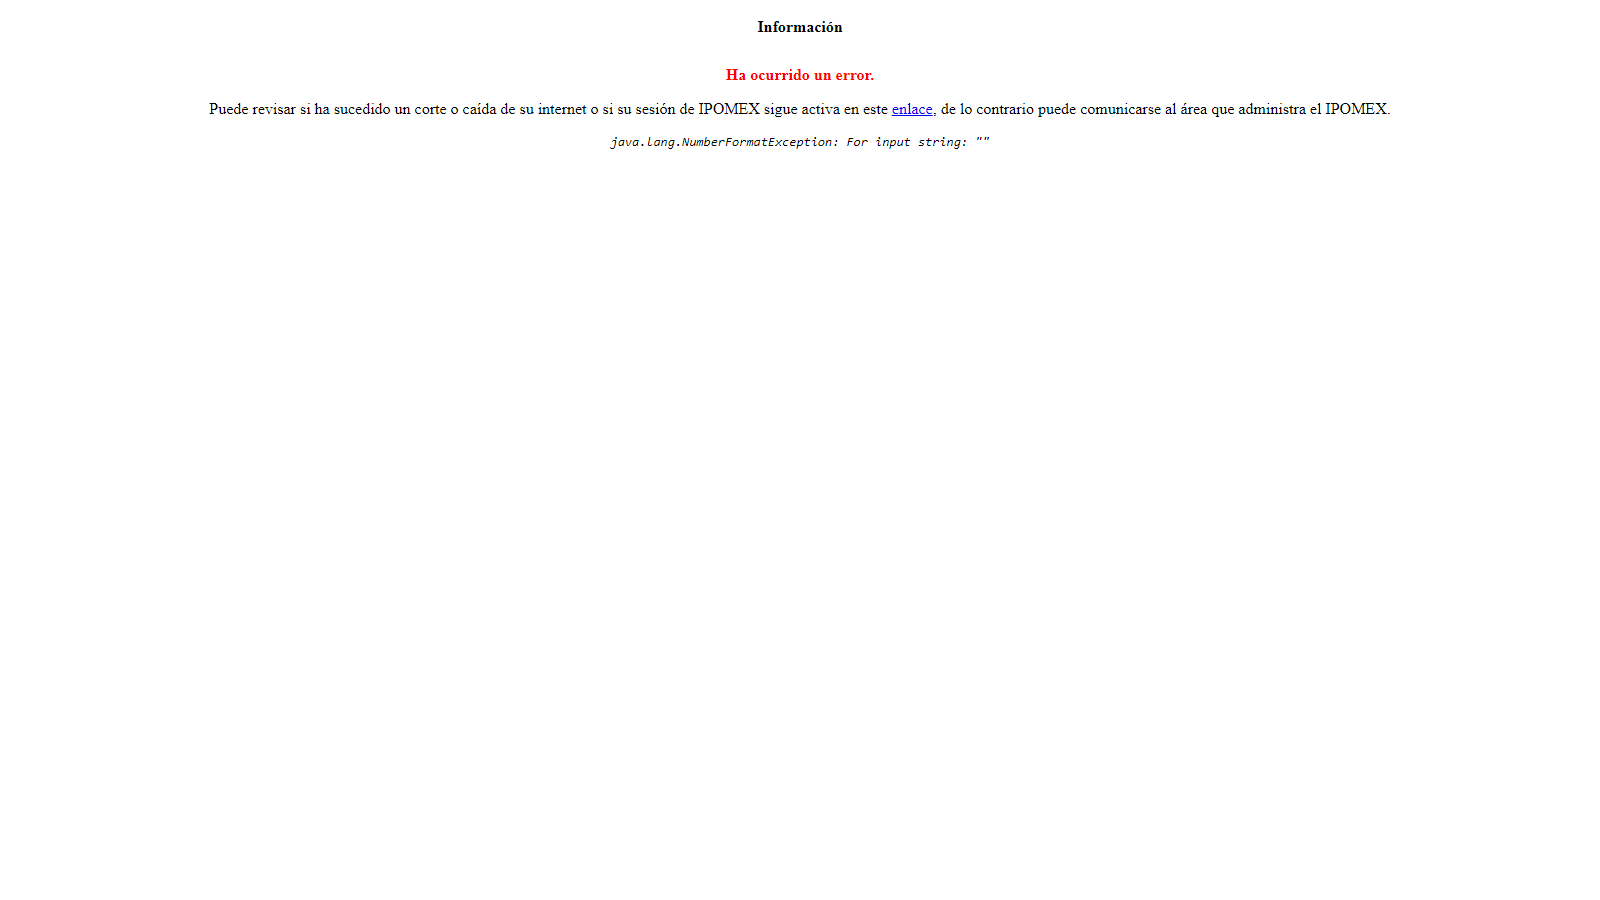 Información
Ha ocurrido un error.
Puede revisar si ha sucedido un corte o caída de su internet o si su sesión de IPOMEX sigue activa en este enlace, de lo contrario puede comunicarse al área que administra el IPOMEX.
java.lang.NumberFormatException: For input string: ""